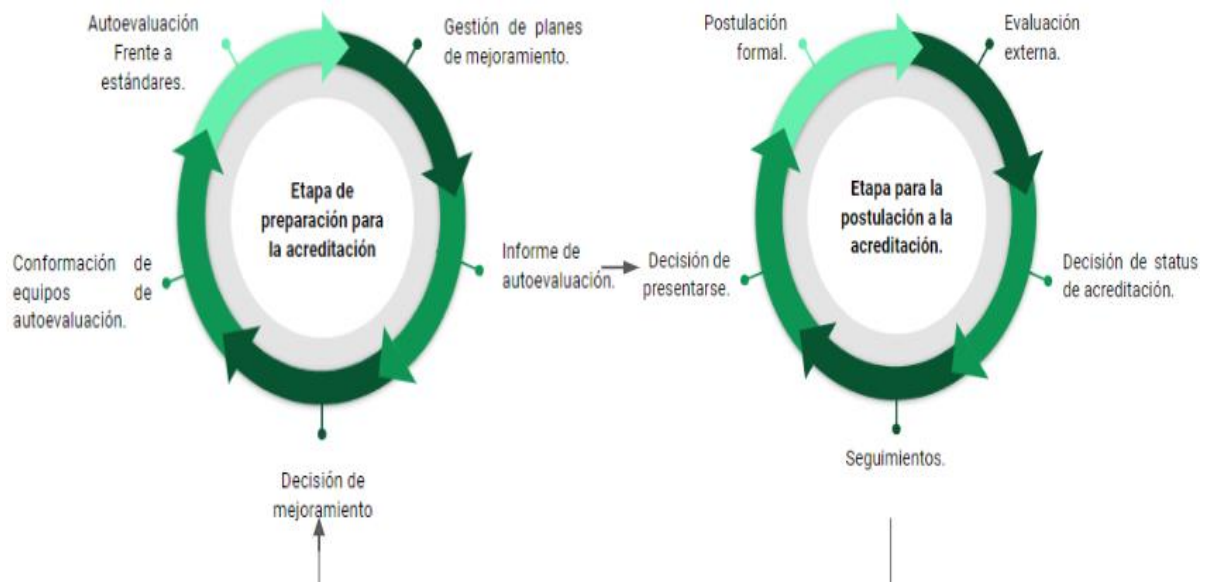 Autoevaluación
Frente a
estándares.
Gestión de planes
de mejoramiento.
Etapa de
preparación para
la acreditación
Conformación de
equipos de
autoevaluación.
Informe de
autoevaluación.
Decisión de
mejoramiento
Postulación
formal.
Evaluación
externa.
Etapa para la
postulación a la
acreditación.
Decisión de
presentarse.
Decisión de status
de acreditación.
Seguimientos.